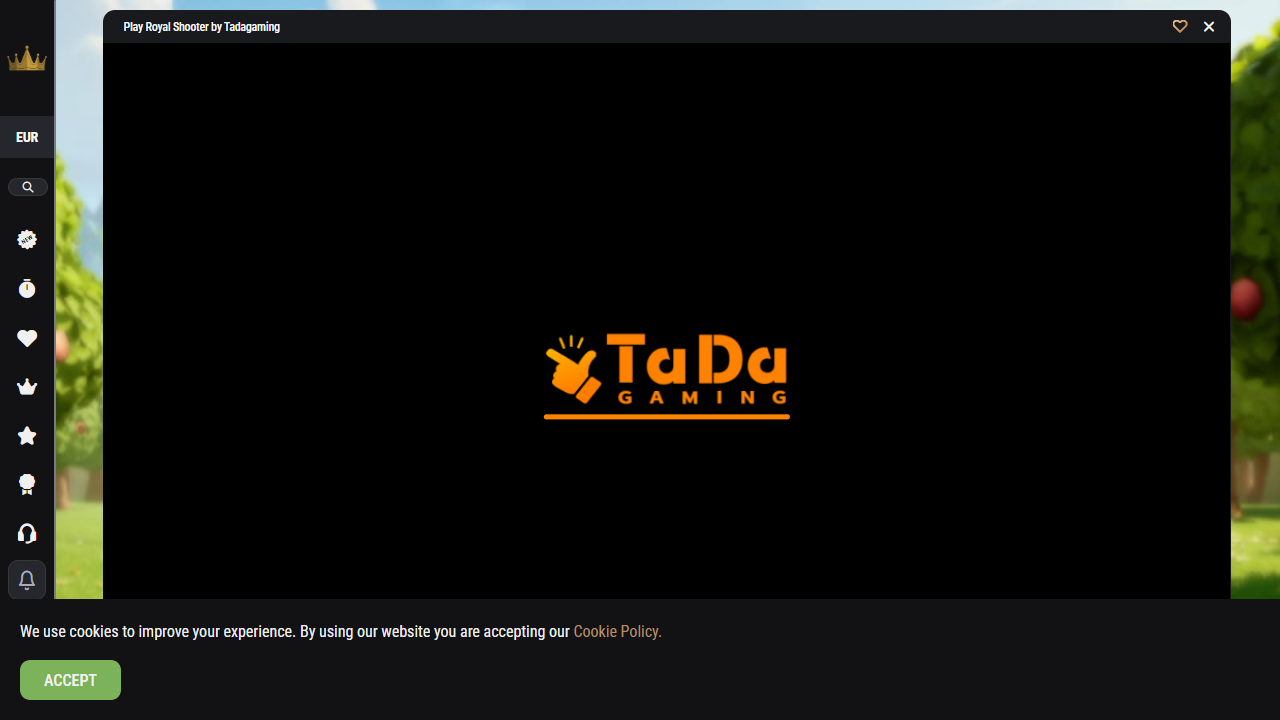 Play Royal Shooter by Tadagaming
EUR
NEW
TaDa
GAMING
We use cookies to improve your experience. By using our website you are accepting our Cookie Policy.
ACCEPT